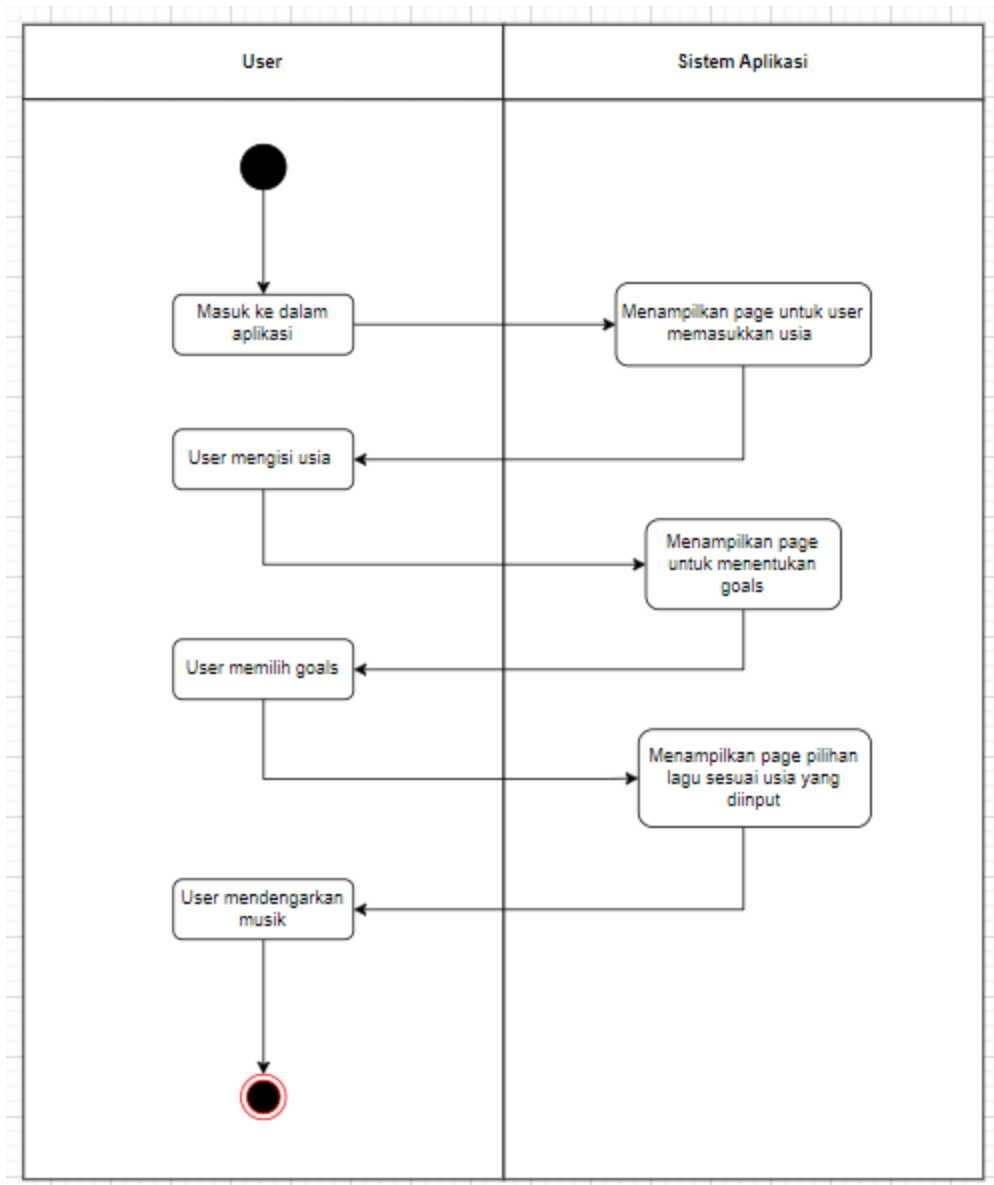 User
Sistem Aplikasi
Masuk ke dalam
aplikasi
Menampilkan page untuk user
memasukkan usia
User mengisi usia
Menampilkan page
untuk menentukan
goals
User memilih goals
Menampilkan page pilihan
lagu sesuai usia yang
diinput
User mendengarkan
musik